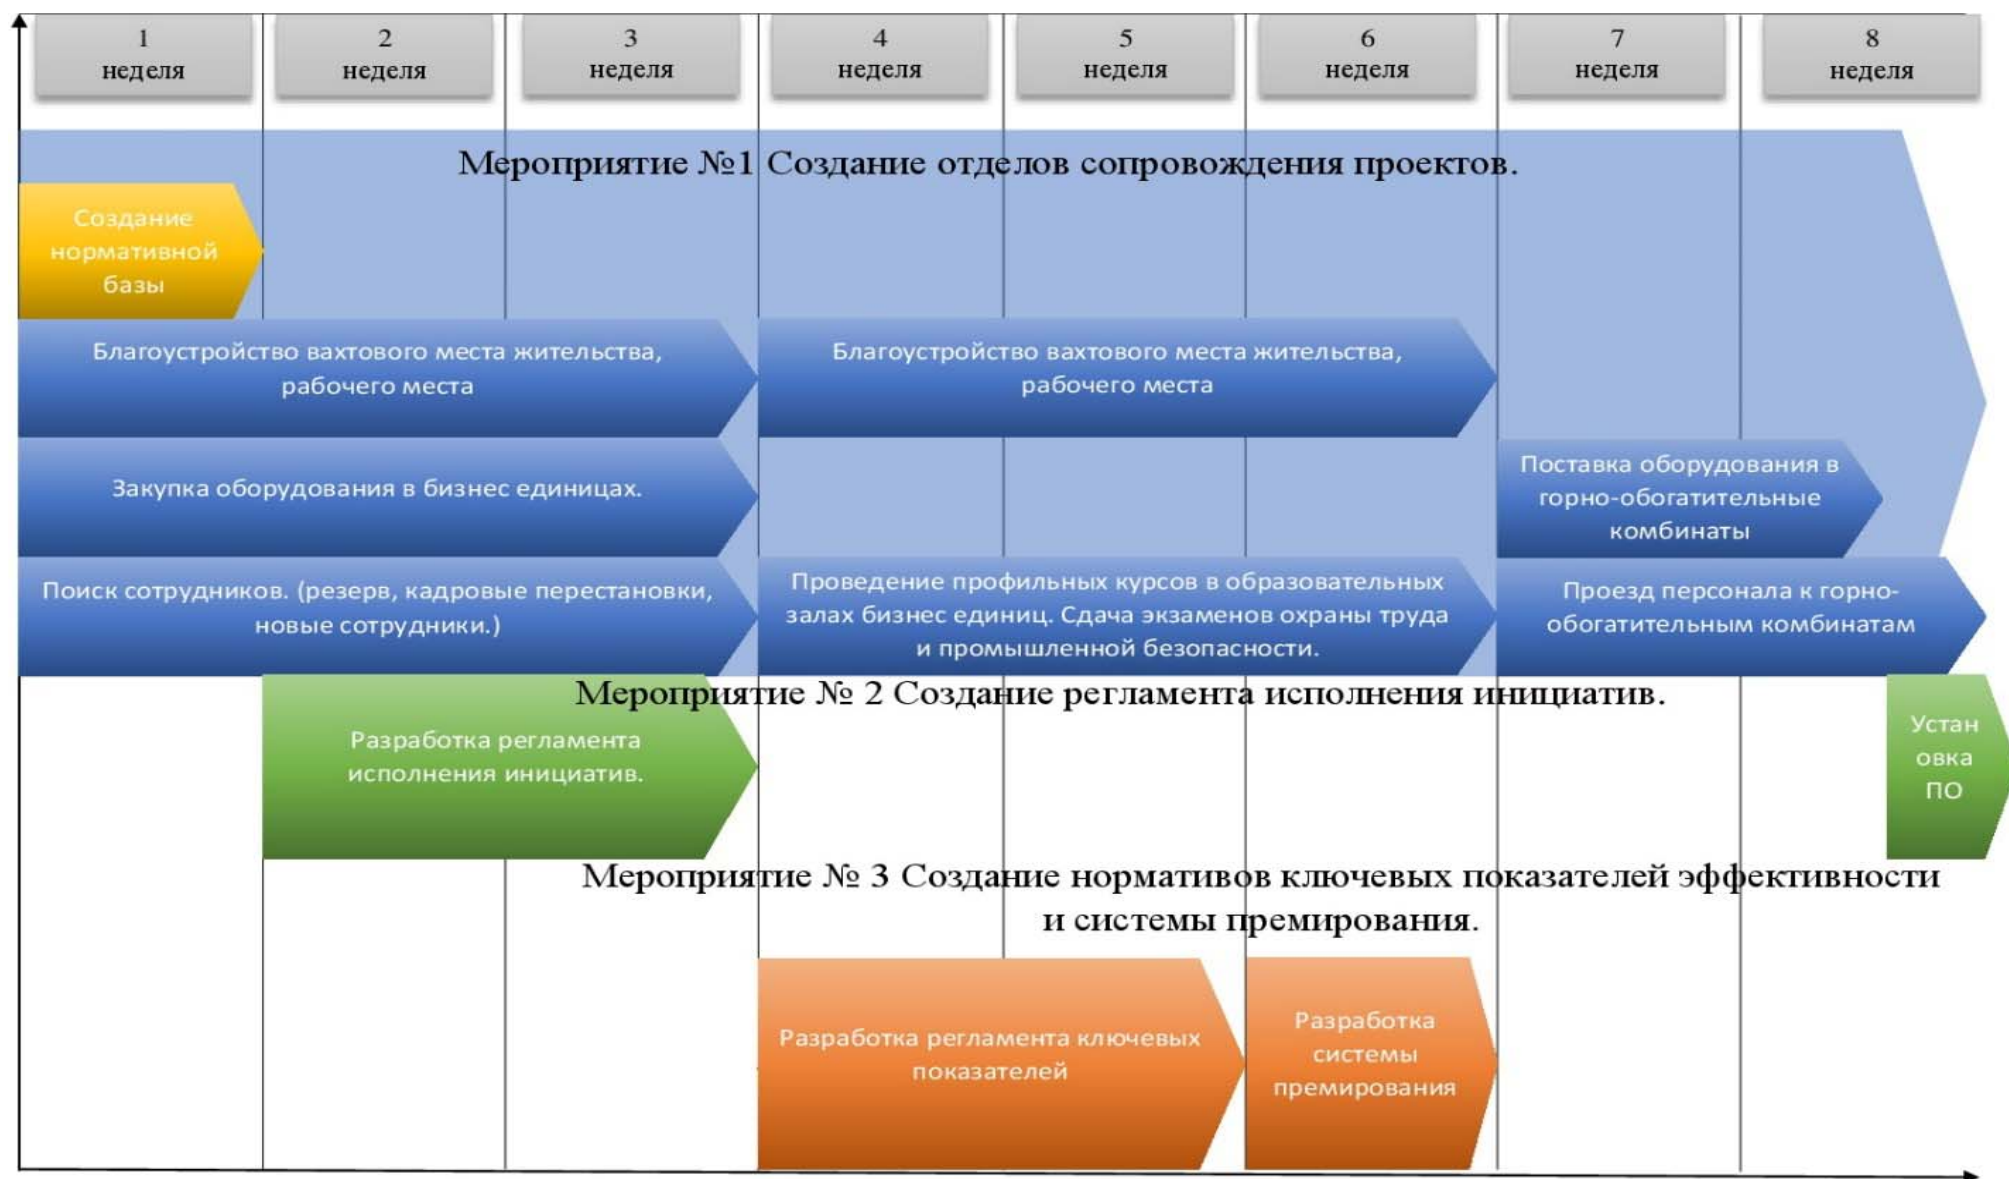 1
неделя
2
неделя
3
неделя
4
неделя
5
неделя
6
неделя
7
неделя
8
неделя
Мероприятие №1 Создание отделов сопровождения проектов.
Создание
нормативной
базы
Благоустройство вахтового места жительства,
рабочего места
Благоустройство вахтового места жительства,
рабочего места
Закупка оборудования в бизнес единицах.
Поставка оборудования в
горно-обогатительные
комбинаты
Поиск сотрудников. (резерв, кадровые перестановки,
новые сотрудники.)
Проведение профильных курсов в образовательных
залах бизнес единиц. Сдача экзаменов охраны труда
и промышленной безопасности.
Проезд персонала к горно-
обогатительным комбинатам
Мероприятие № 2 Создание регламента исполнения инициатив.
Разработка регламента
исполнения инициатив.
Устан
овка
ПО
Мероприятие № 3 Создание нормативов ключевых показателей эффективности
и системы премирования.
Разработка регламента ключевых
показателей
Разработка
системы
премирования